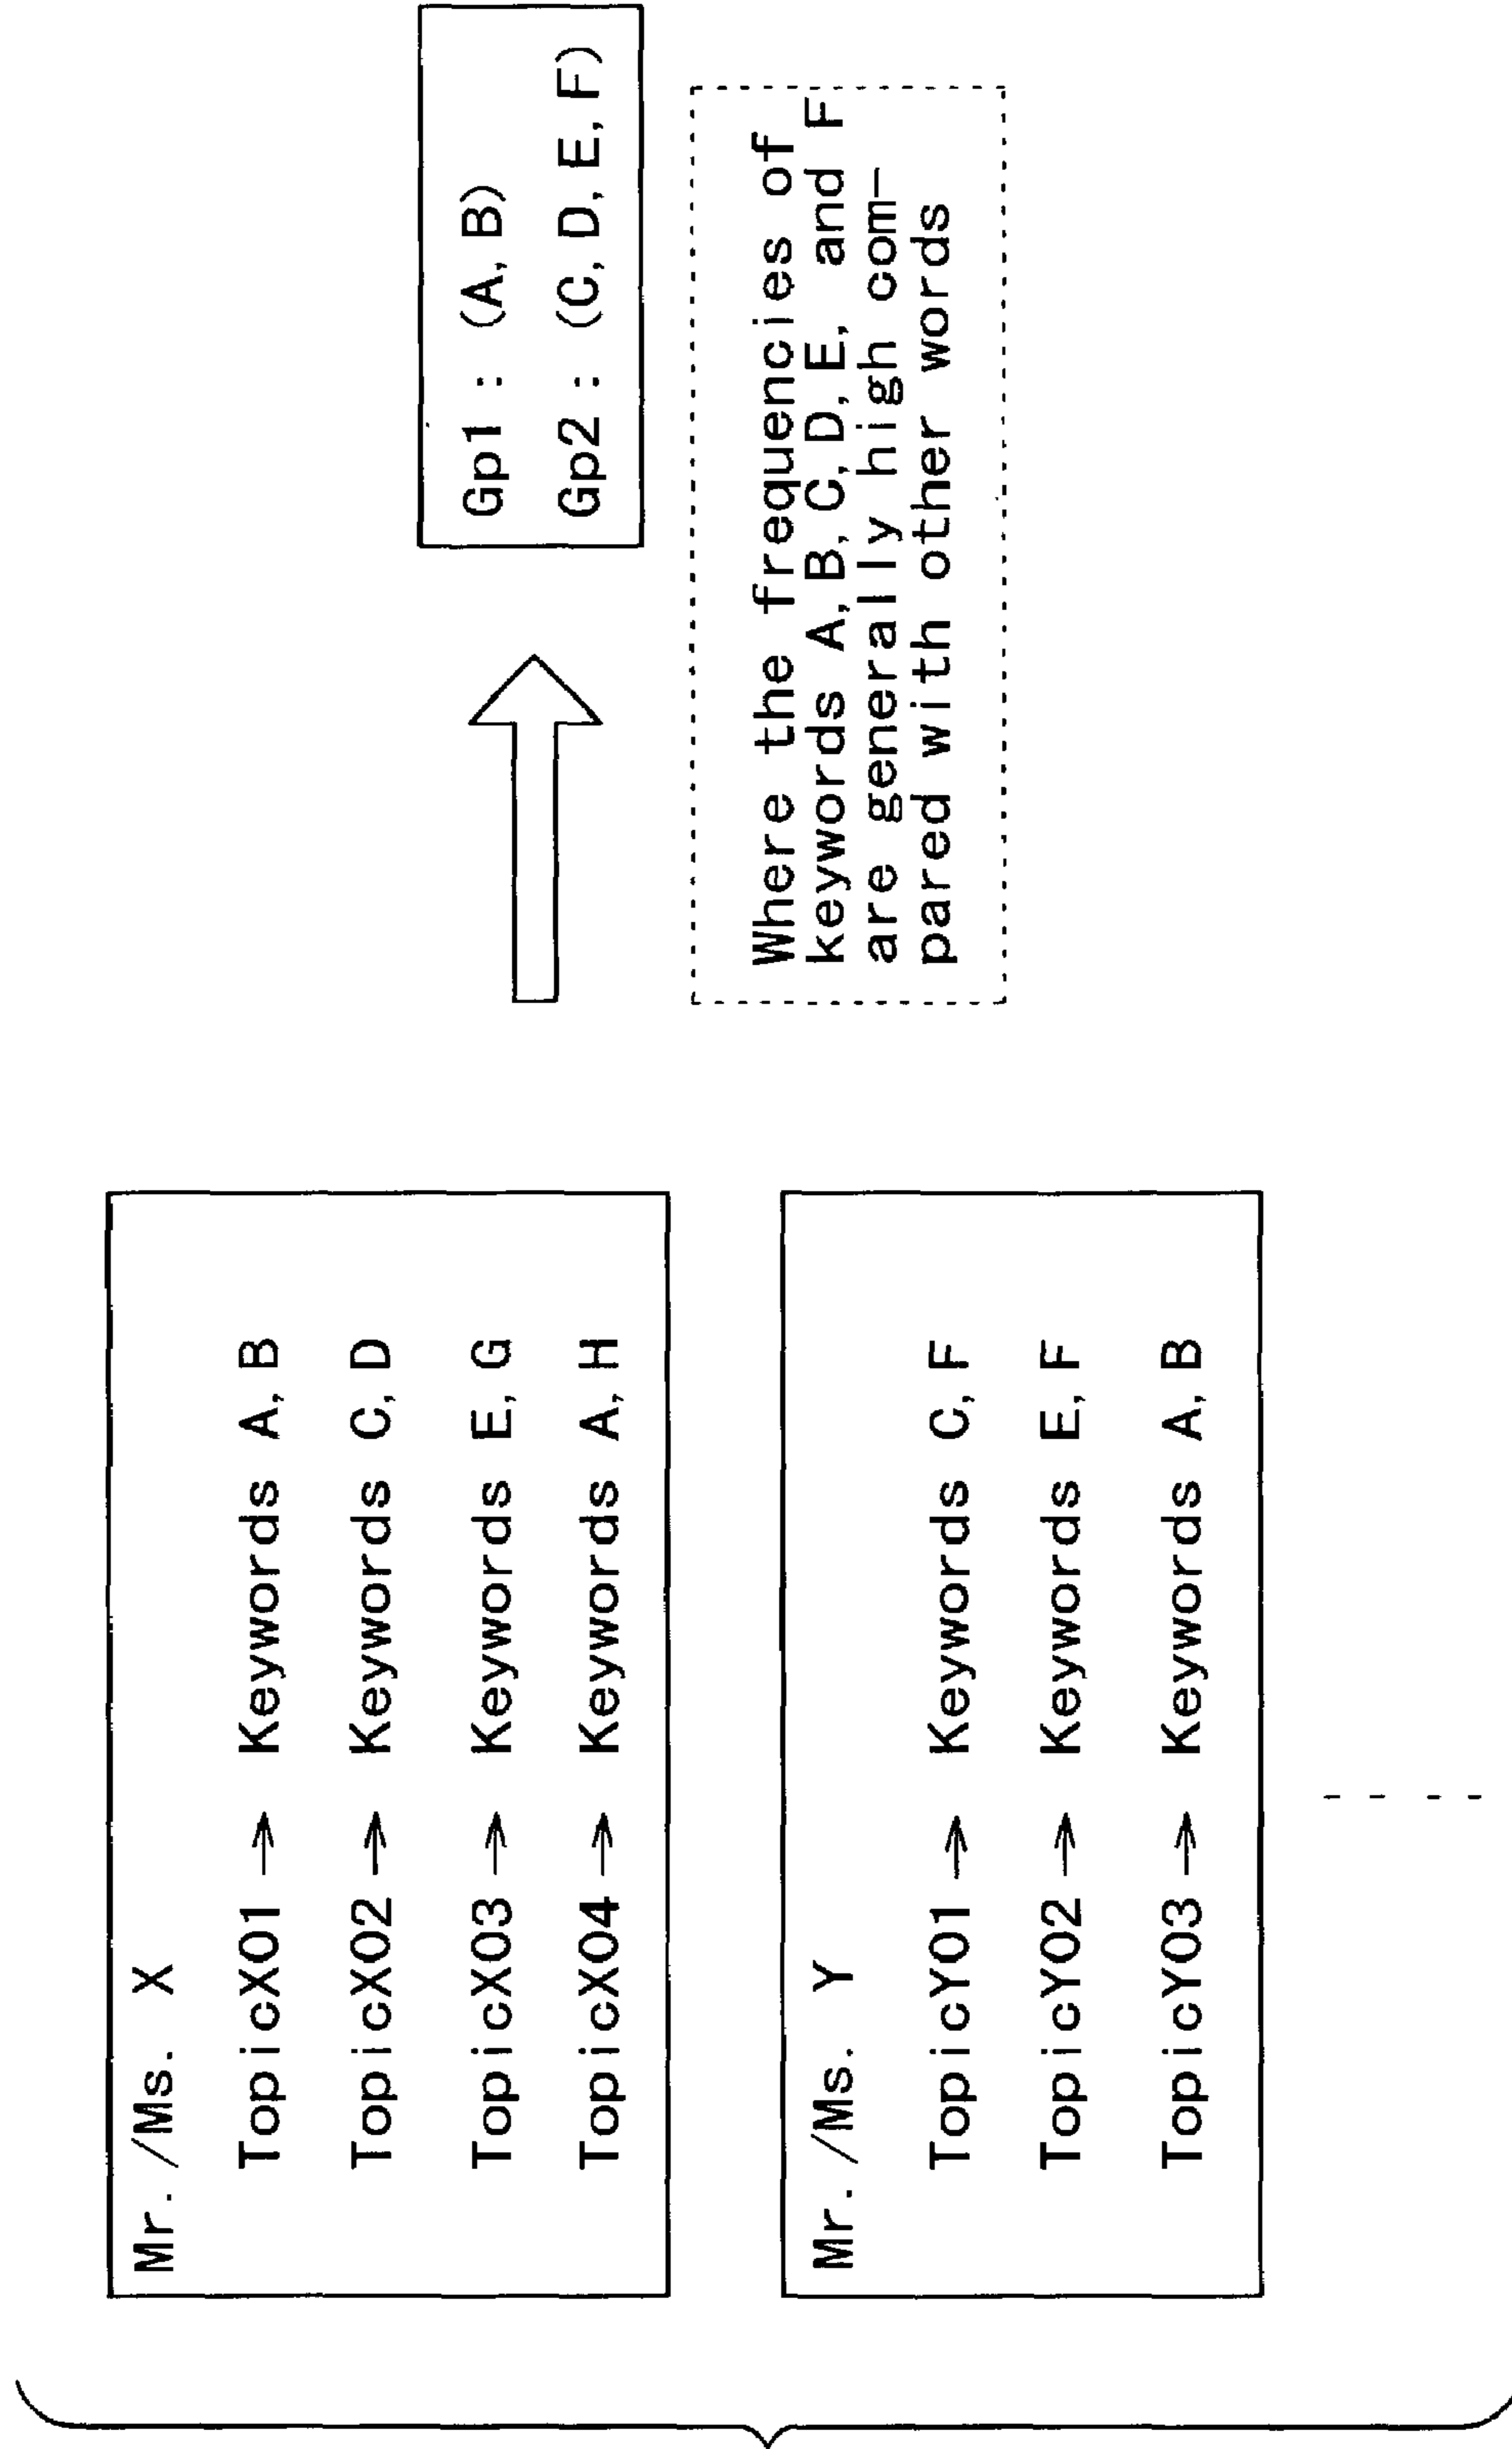 Mr./Ms. X
TopicX01 → Keywords A, B
TopicX02 → Keywords C, D
TopicX03 → Keywords E, G
TopicX04 → Keywords A, H
Mr./Ms. Y
TopicY01 → Keywords C, F
TopicY02 → Keywords E, F
TopicY03 → Keywords A, B
Gp1 : (A, B)
Gp2 : (C, D, E, F)
Where the frequencies of
keywords A, B, C, D, E, and F
are generally high com-
pared with other words